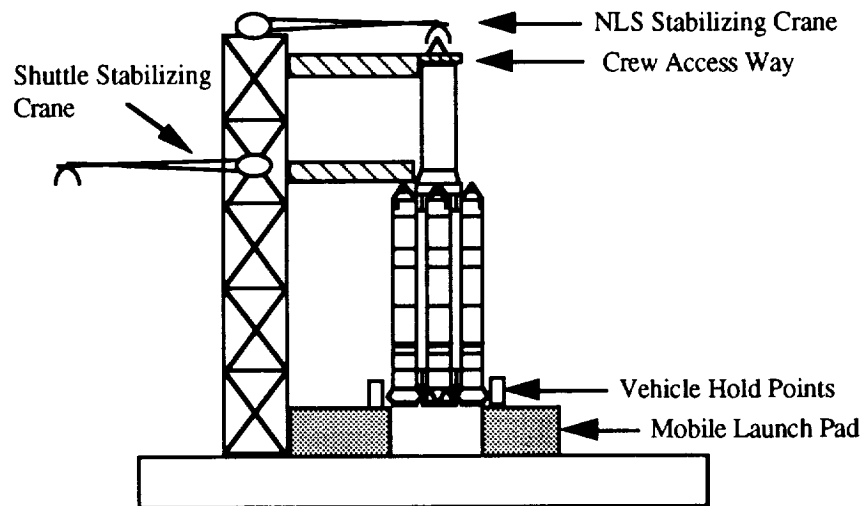 NLS Stabilizing Crane
Crew Access Way
Shuttle Stabilizing
Crane
Vehicle Hold Points
Mobile Launch Pad